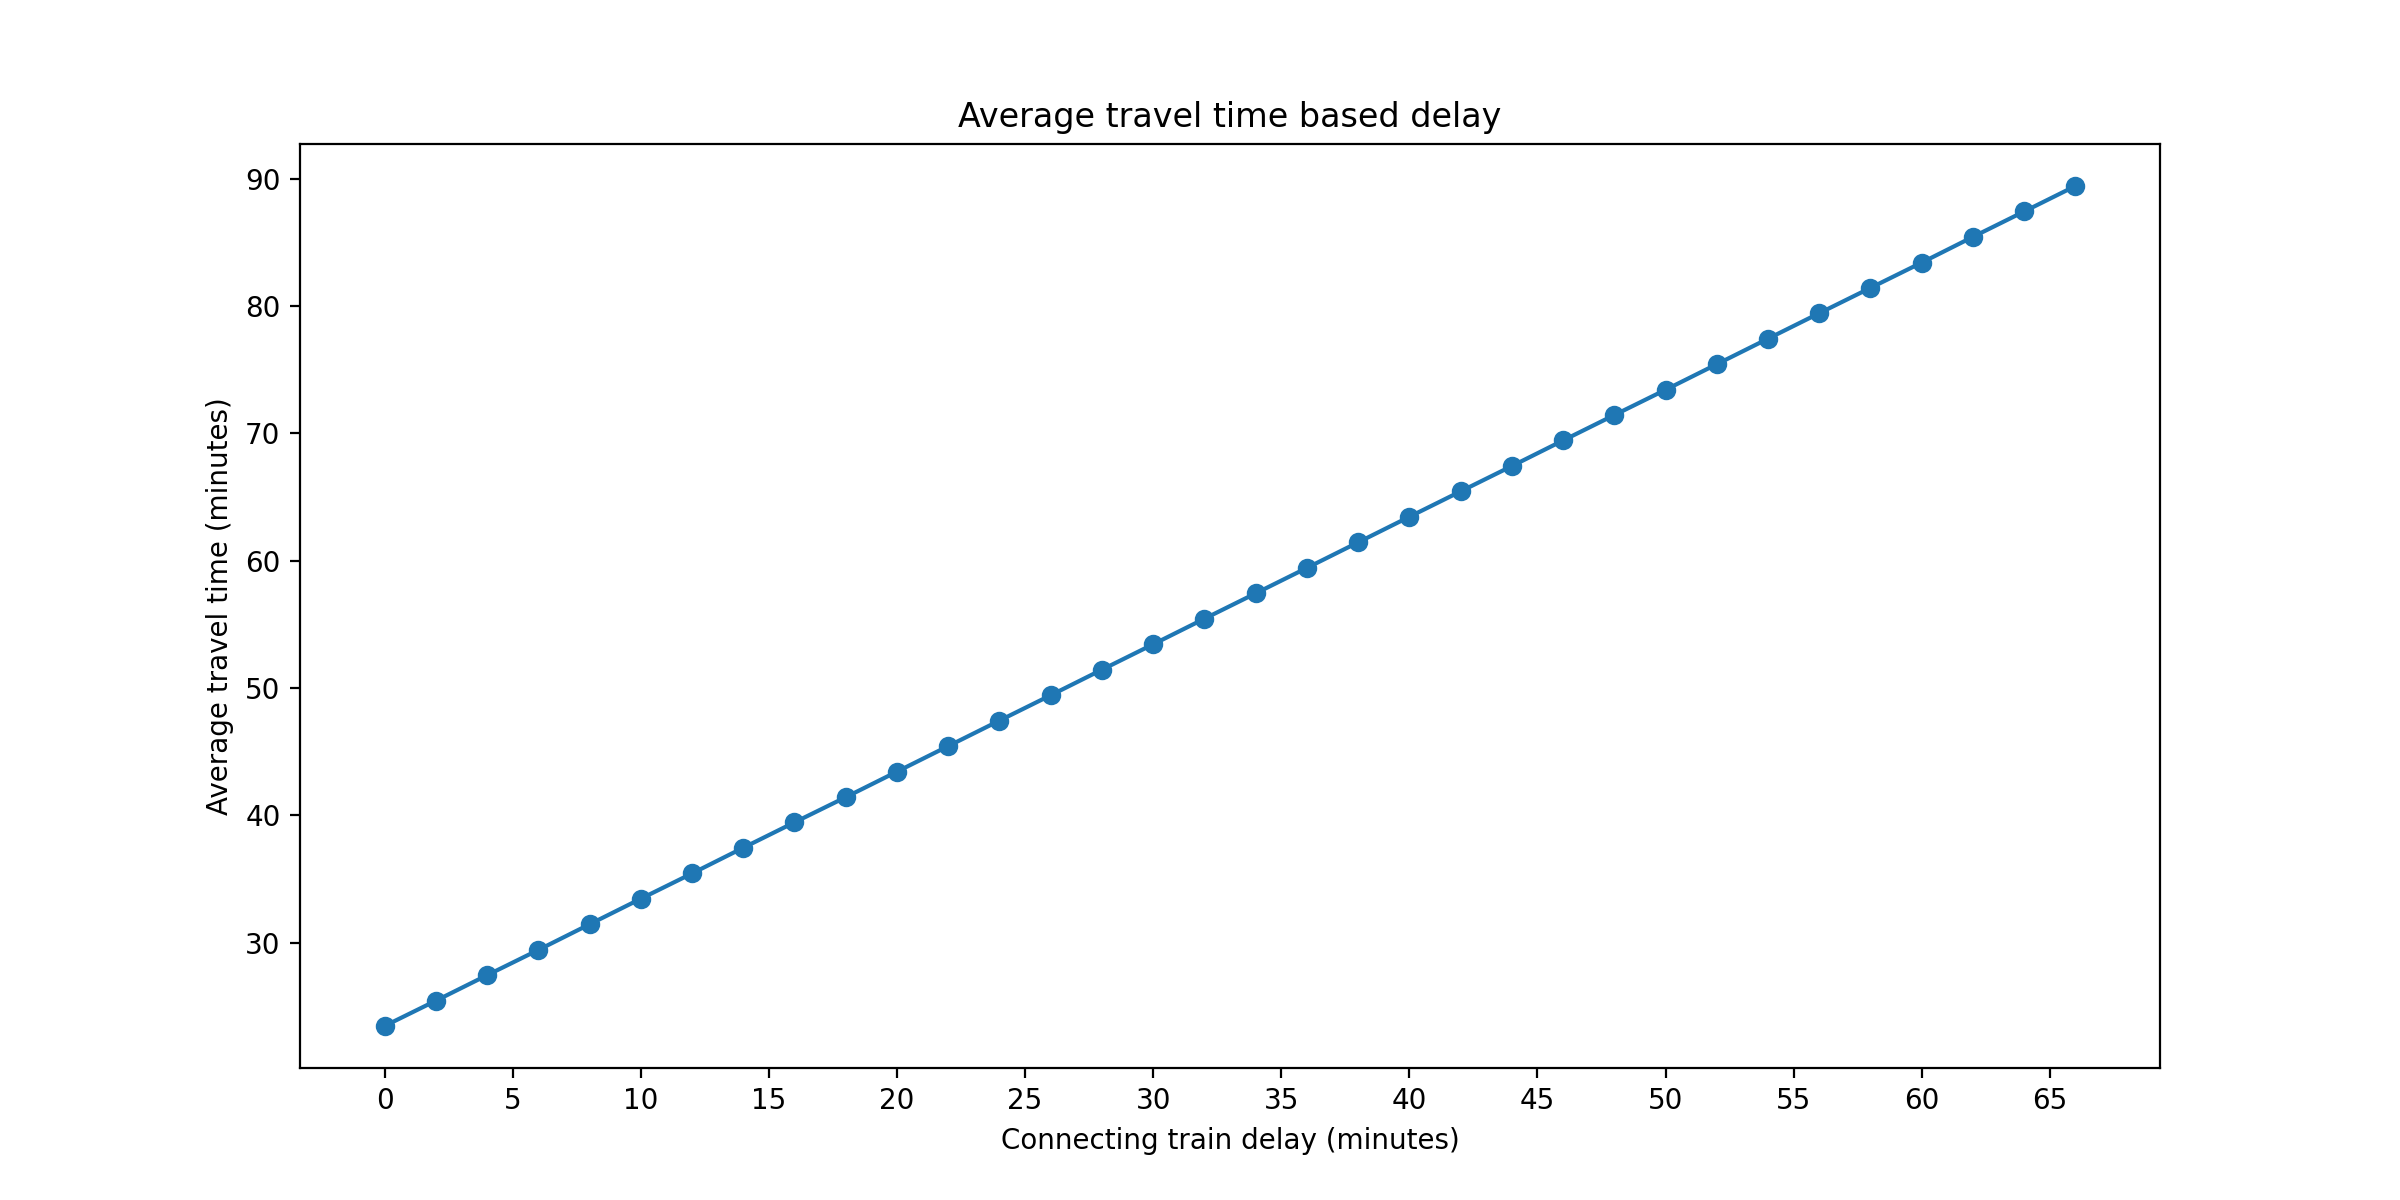 Average travel time based delay
Average travel time (minutes)
90
80
70
60
50
40
30
0 5 10 15 20 25 30 35 40 45 50 55 60 65
Connecting train delay (minutes)